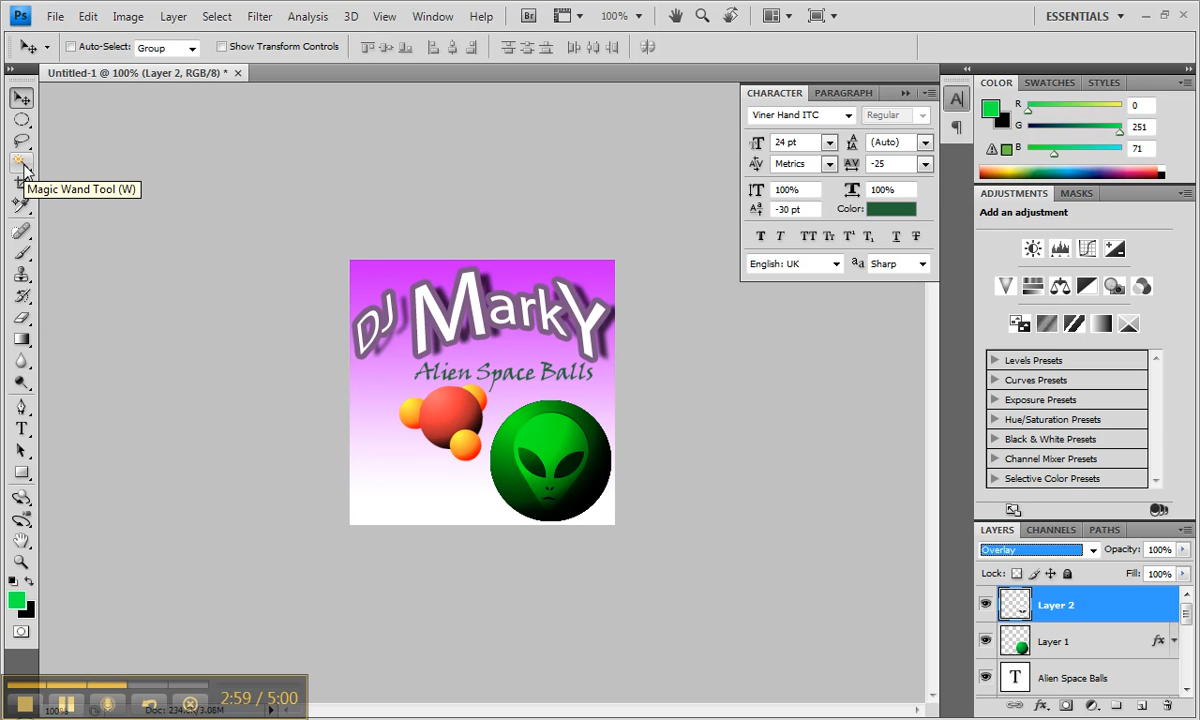 Ps File Edit Image Layer Select Filter Analysis 3D View Window Help Br 100% ESSENTIALS
Auto-Select: Group Show Transform Controls
Untitled-1 @ 100% (Layer 2, RGB/8) *
Magic Wand Tool (W)
CHARACTER PARAGRAPH
Viner Hand ITC Regular
24 pt (Auto)
Metrics -25
100% 100%
-30 pt Color:
T T TT Tr T¹ T₁ T T
English: UK aa Sharp
DJ MarkY
Alien Space Balls
COLOR SWATCHES STYLES
R 0
G 251
B 71
ADJUSTMENTS MASKS
Add an adjustment
Levels Presets
Curves Presets
Exposure Presets
Hue/Saturation Presets
Black & White Presets
Channel Mixer Presets
Selective Color Presets
LAYERS CHANNELS PATHS
Overlay Opacity: 100%
Lock: Fill: 100%
Layer 2
Layer 1 fx
T Alien Space Balls
2:59 / 5:00
100%